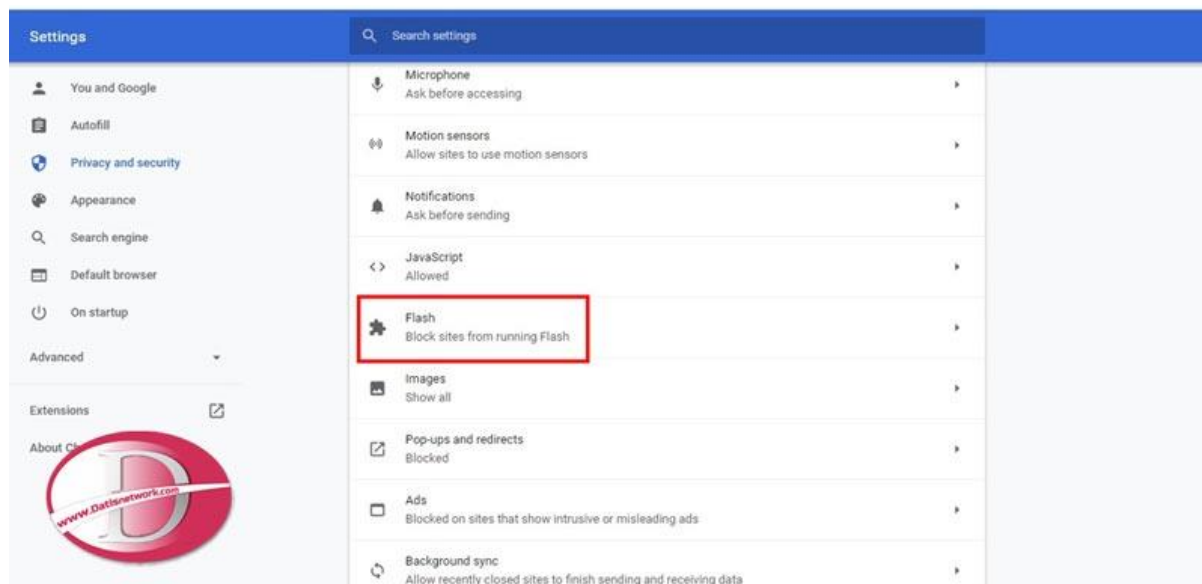 Settings
Search settings
You and Google
Autofill
Privacy and security
Appearance
Search engine
Default browser
On startup
Advanced
Extensions
About
Microphone
Ask before accessing
Motion sensors
Allow sites to use motion sensors
Notifications
Ask before sending
JavaScript
Allowed
Flash
Block sites from running Flash
Images
Show all
Pop-ups and redirects
Blocked
Ads
Blocked on sites that show intrusive or misleading ads
Background sync
Allow recently closed sites to finish sending and receiving data
D
www.Datisnetwork.com